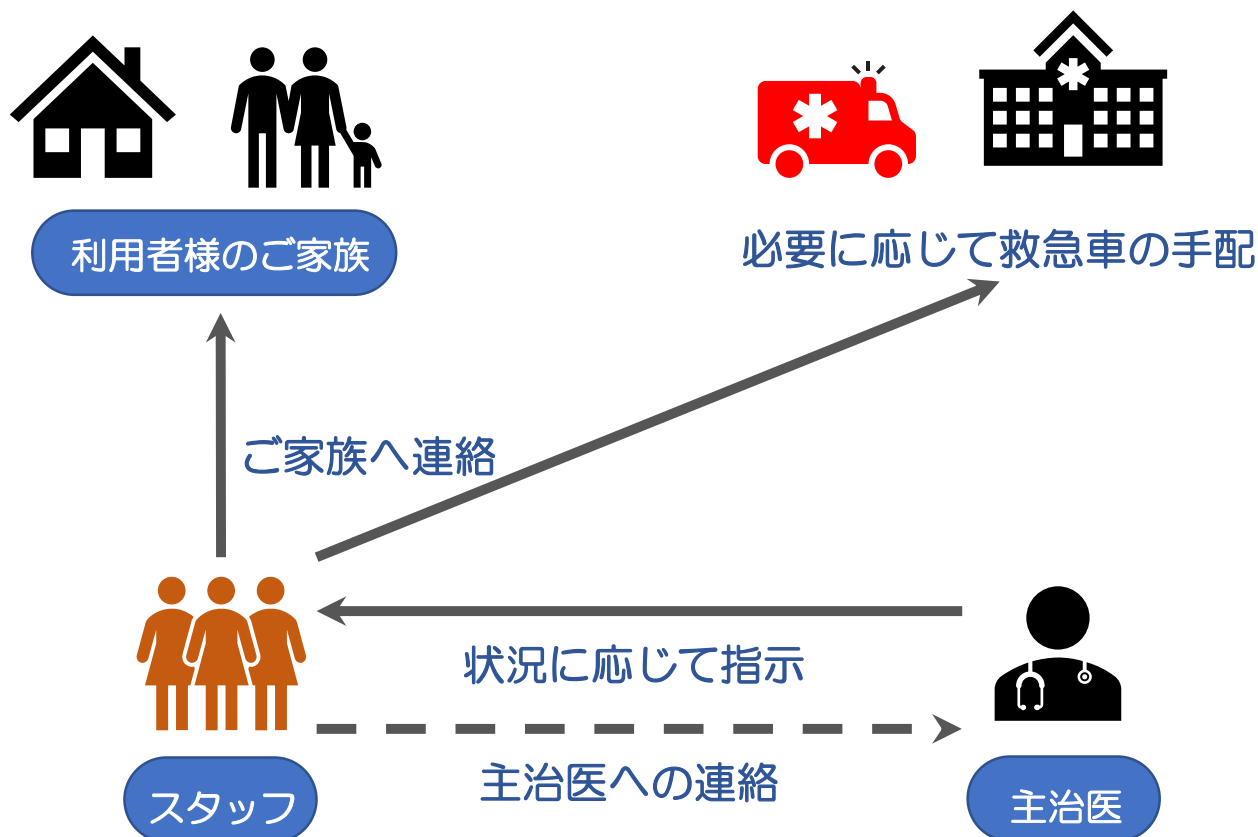 利用者様のご家族
必要に応じて救急車の手配
ご家族へ連絡
状況に応じて指示
主治医への連絡
スタッフ
主治医